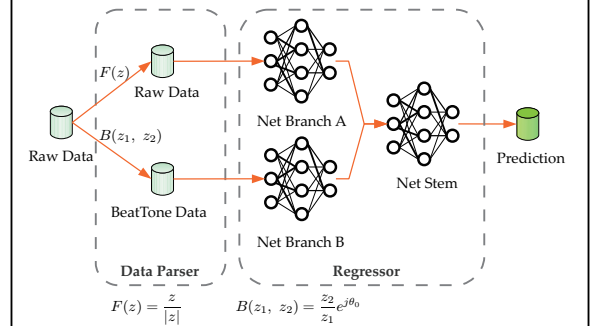 F(z)
Raw Data
Net Branch A
B(z₁, z₂)
Raw Data
Prediction
Net Stem
BeatTone Data
Net Branch B
Data Parser
Regressor
F(z) = z/|z|
B(z₁, z₂) = z₂/z₁ e^{jθ₀}